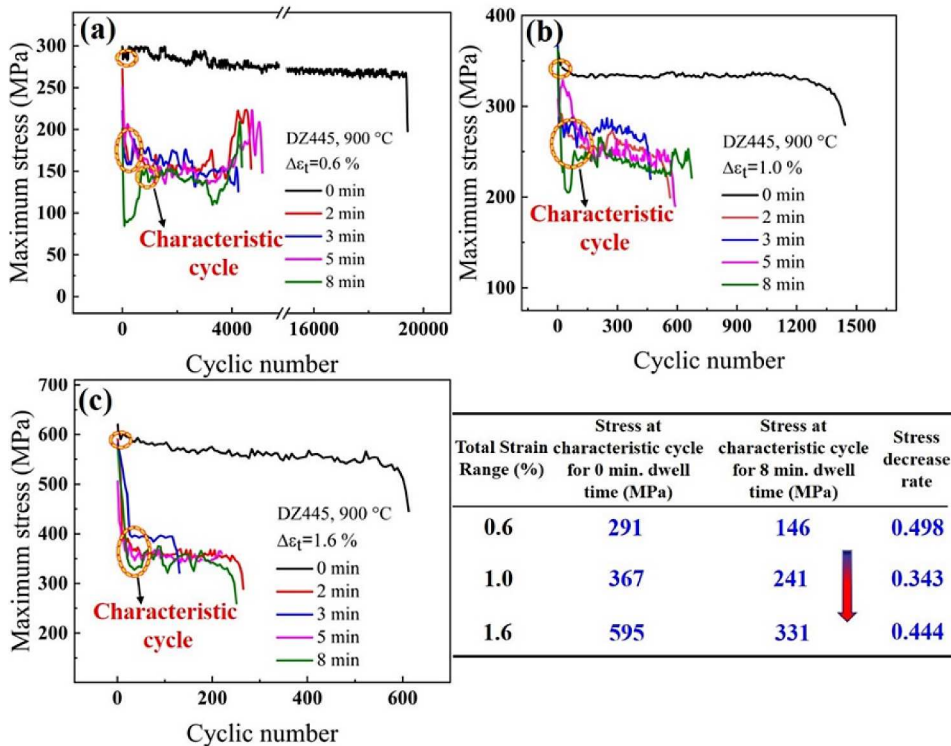 (a)
Maximum stress (MPa)
300
250
200
150
100
50
0
DZ445, 900 °C
Δεt=0.6 %
0 min
2 min
3 min
5 min
8 min
Characteristic
cycle
0 4000 16000 20000
Cyclic number
(b)
Maximum stress (MPa)
400
300
200
100
DZ445, 900 °C
Δεt=1.0 %
0 min
2 min
3 min
5 min
8 min
Characteristic
cycle
0 300 600 900 1200 1500
Cyclic number
(c)
Maximum stress (MPa)
700
600
500
400
300
200
DZ445, 900 °C
Δεt=1.6 %
0 min
2 min
3 min
5 min
8 min
Characteristic
cycle
0 200 400 600
Cyclic number
Total Strain Range (%) Stress at characteristic cycle for 0 min. dwell time (MPa) Stress at characteristic cycle for 8 min. dwell time (MPa) Stress decrease rate
0.6 291 146 0.498
1.0 367 241 0.343
1.6 595 331 0.444